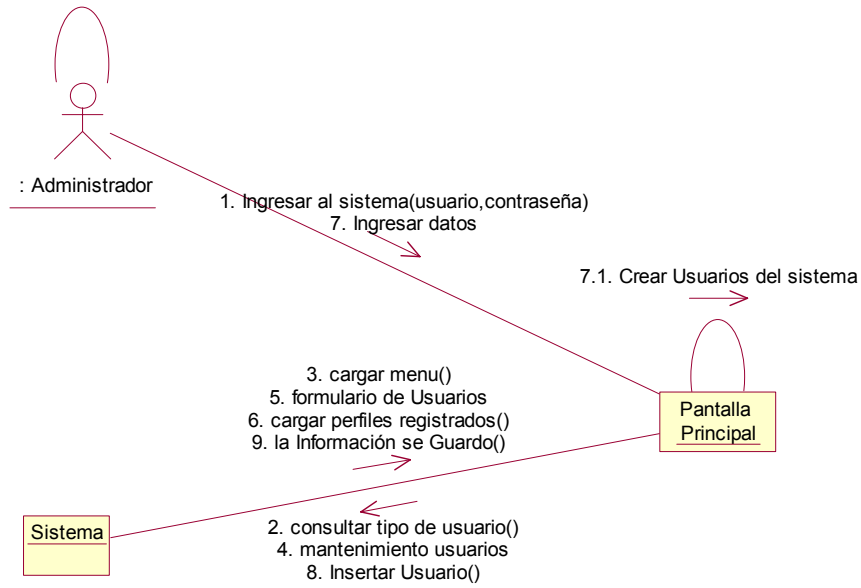 : Administrador
1. Ingresar al sistema(usuario,contraseña)
7. Ingresar datos
7.1. Crear Usuarios del sistema
3. cargar menu()
5. formulario de Usuarios
6. cargar perfiles registrados()
9. la Información se Guardo()
Pantalla
Principal
Sistema
2. consultar tipo de usuario()
4. mantenimiento usuarios
8. Insertar Usuario()